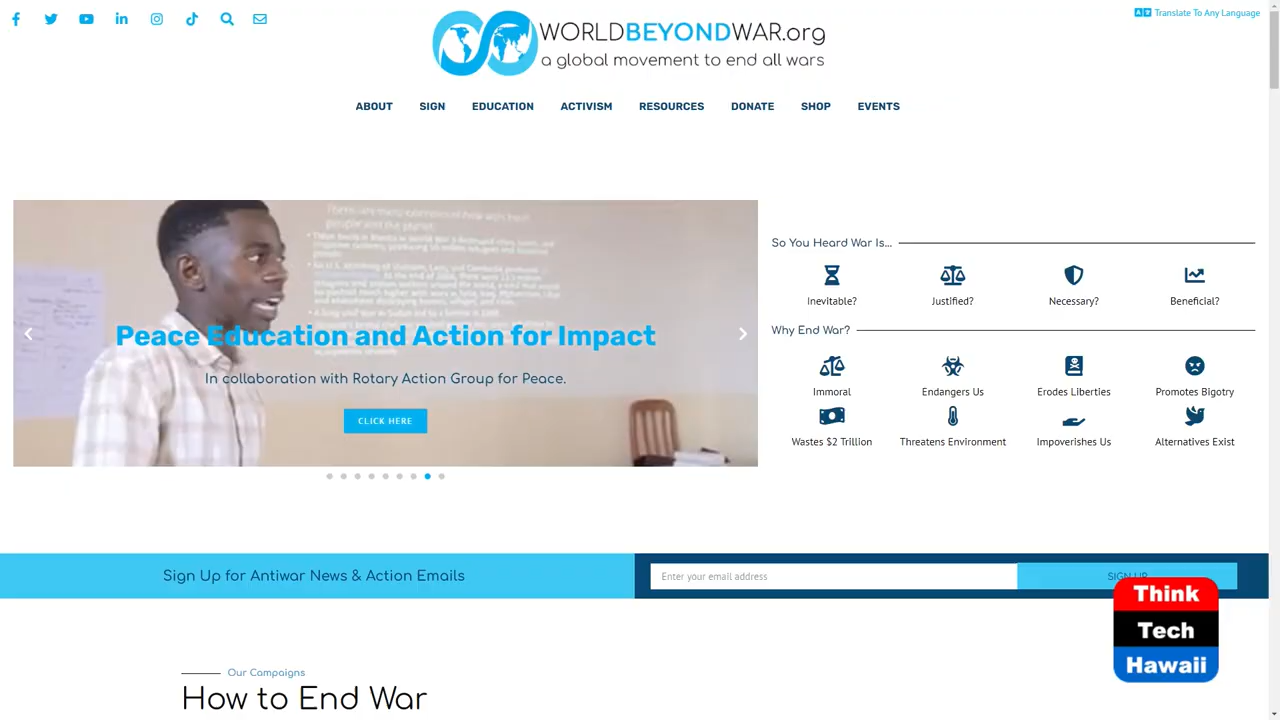 Translate To Any Language
WORLDBEYONDWAR.org
a global movement to end all wars
ABOUT SIGN EDUCATION ACTIVISM RESOURCES DONATE SHOP EVENTS
Peace Education and Action for Impact
In collaboration with Rotary Action Group for Peace.
CLICK HERE
So You Heard War Is...
Inevitable? Justified? Necessary? Beneficial?
Why End War?
Immoral Endangers Us Erodes Liberties Promotes Bigotry
Wastes $2 Trillion Threatens Environment Impoverishes Us Alternatives Exist
Sign Up for Antiwar News & Action Emails
Enter your email address
SIGN UP
Think
Tech
Hawaii
Our Campaigns
How to End War